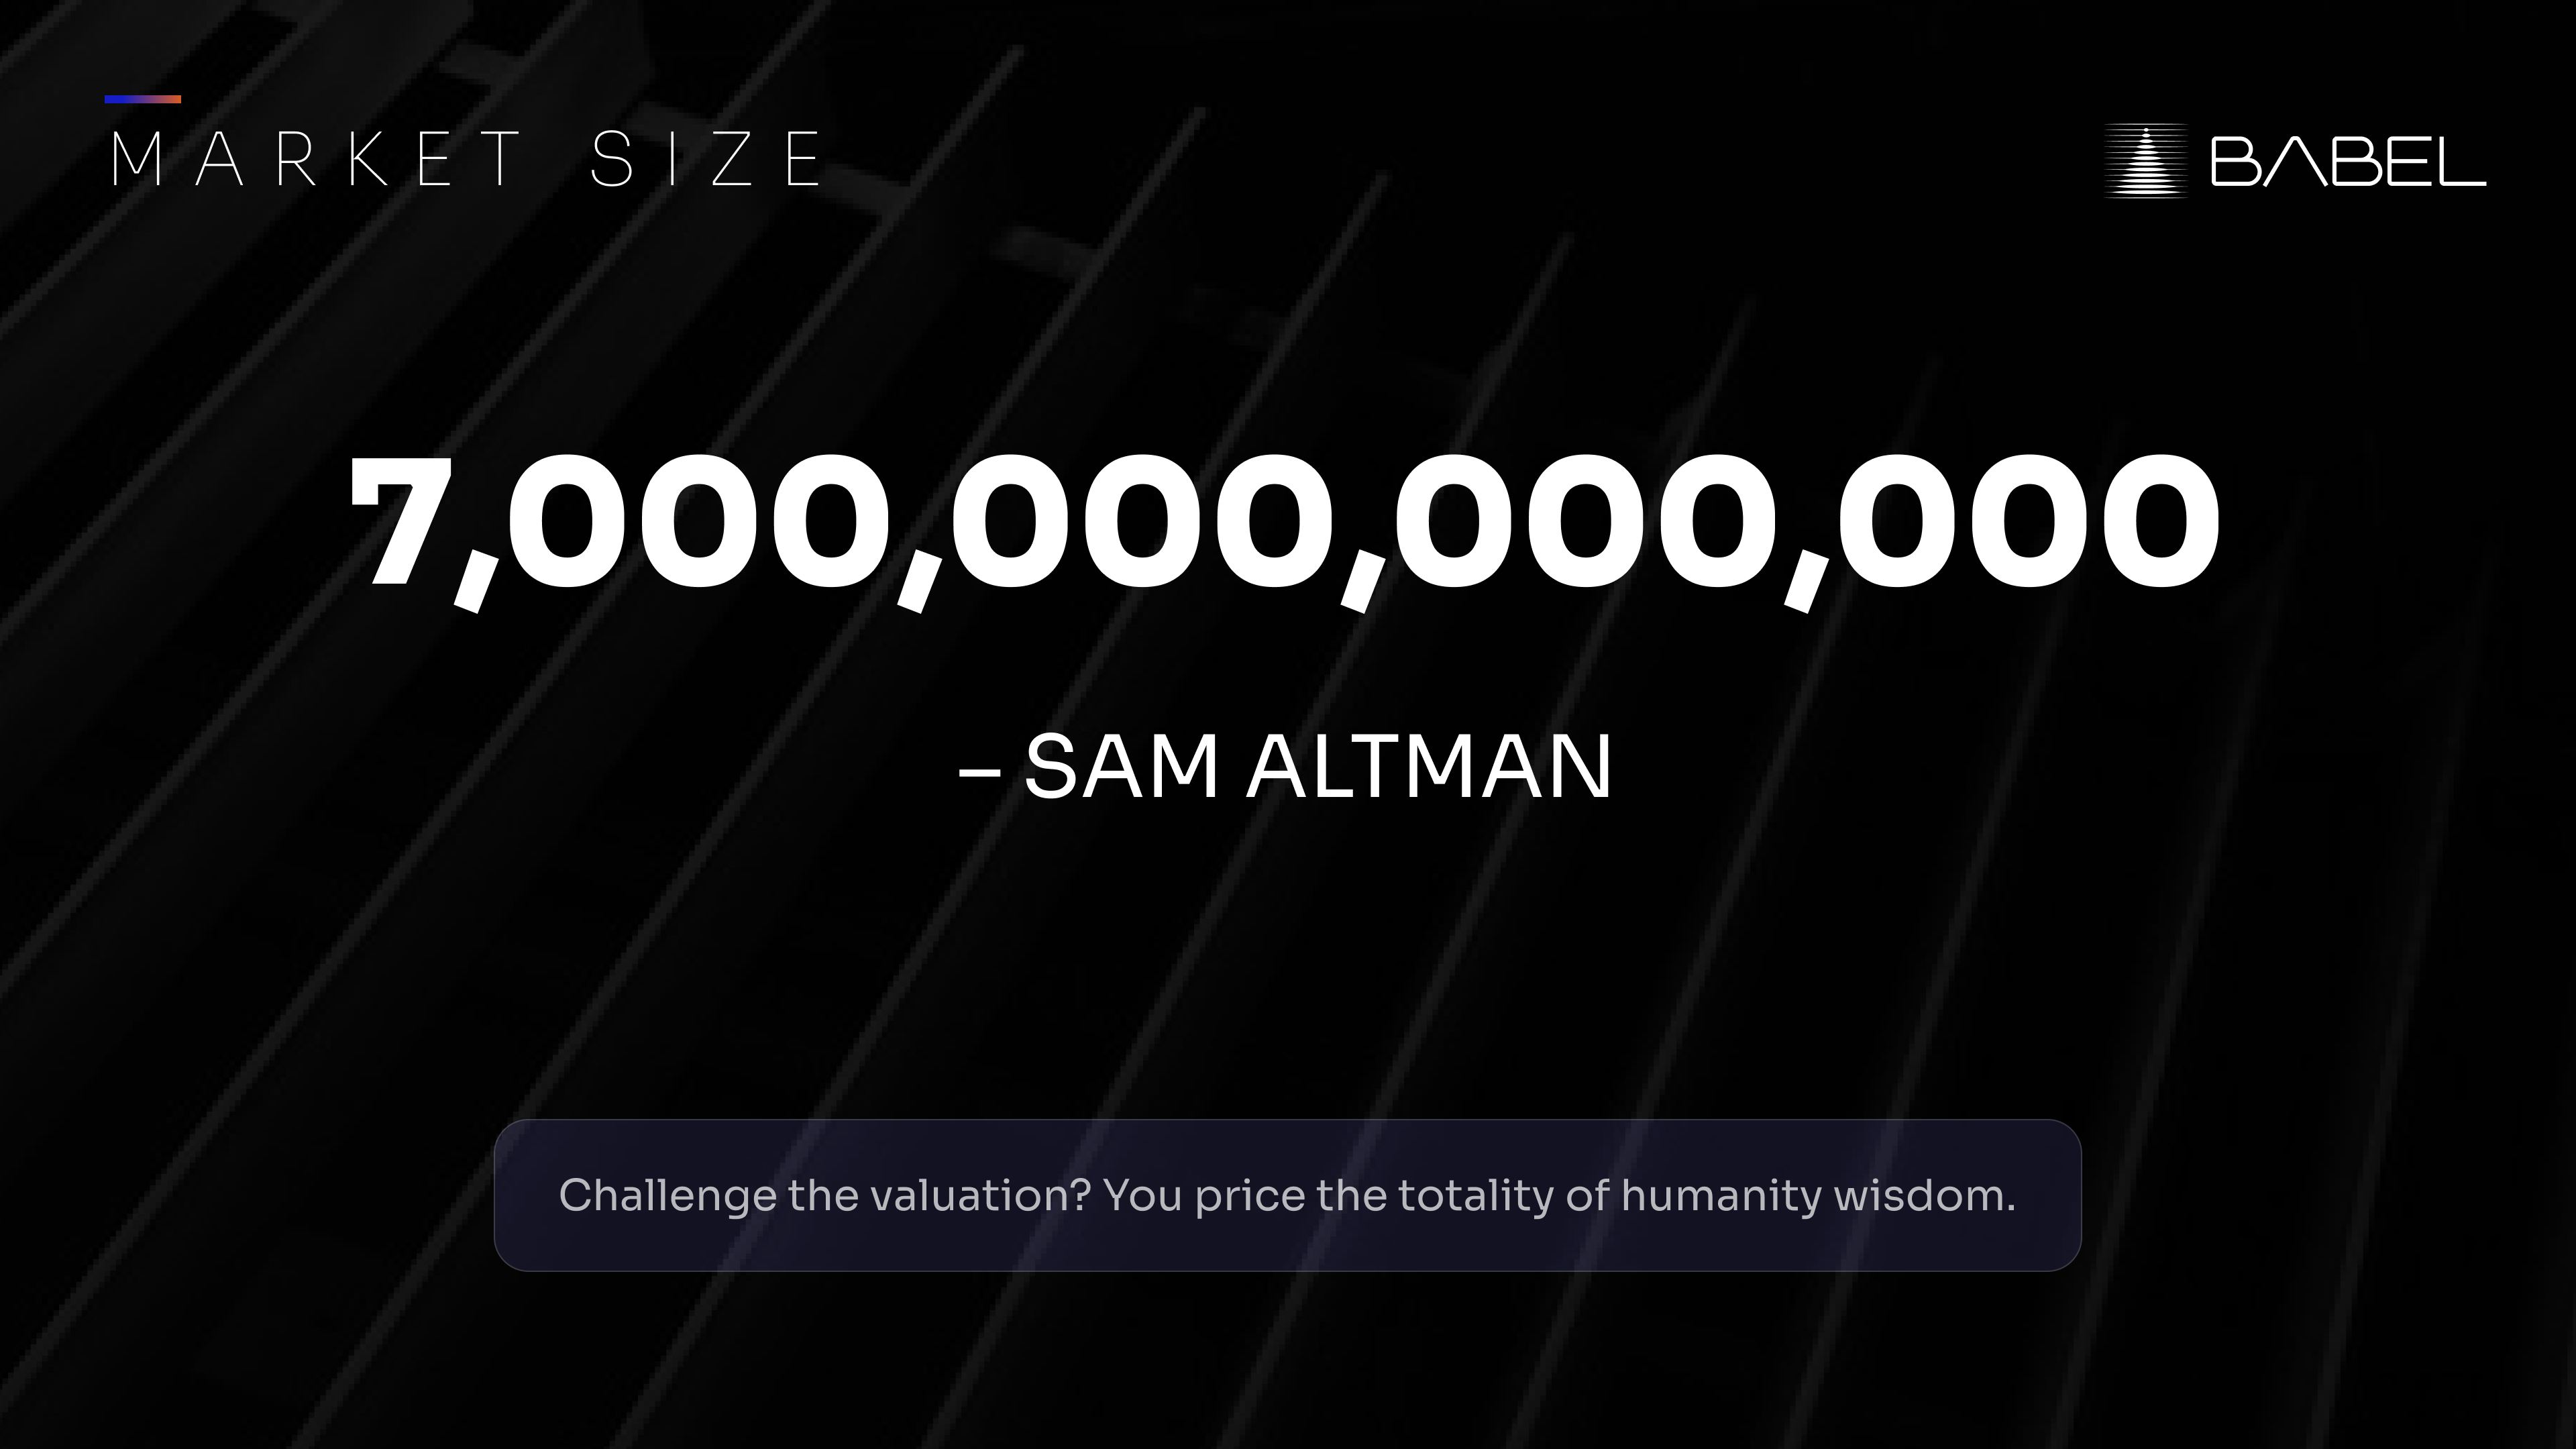 MARKET SIZE
BABEL
7,000,000,000,000
– SAM ALTMAN
Challenge the valuation? You price the totality of humanity wisdom.